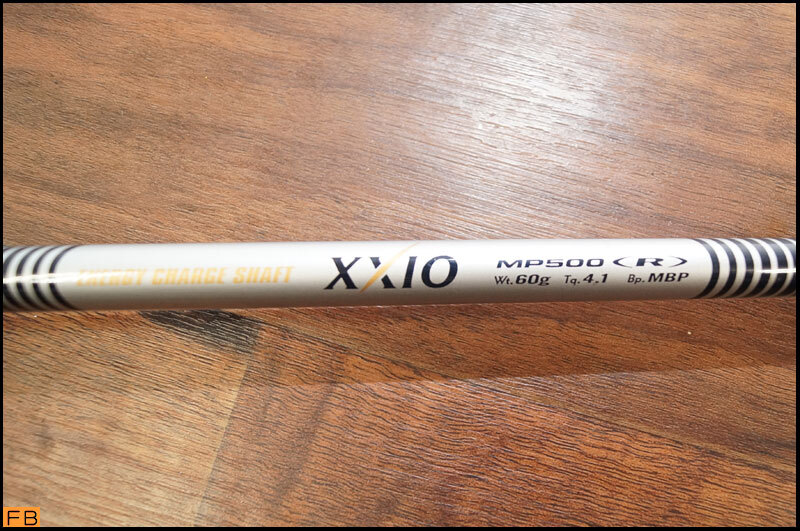 ENERGY CHARGE SHAFT
XXIO
MP500 <R>
Wt.60g Tq.4.1 Bp.MBP
FB